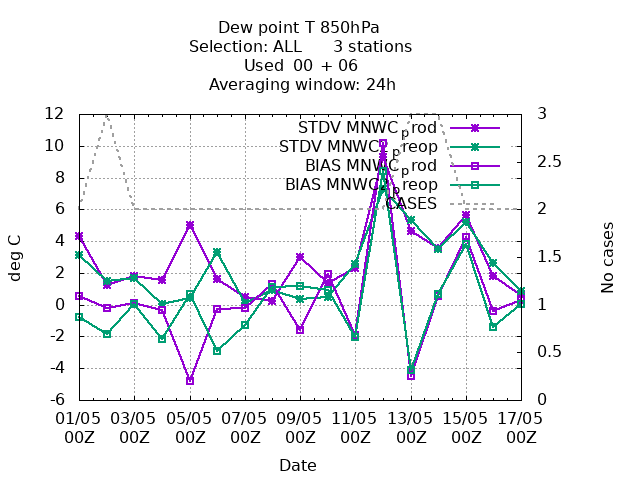 Dew point T 850hPa
Selection: ALL 3 stations
Used 00 + 06
Averaging window: 24h
STDV MNWC_prod
STDV MNWC_preop
BIAS MNWC_prod
BIAS MNWC_preop
CASES
deg C
12
10
8
6
4
2
0
-2
-4
-6
3
2.5
2
1.5
1
0.5
0
No cases
01/05 03/05 05/05 07/05 09/05 11/05 13/05 15/05 17/05
00Z 00Z 00Z 00Z 00Z 00Z 00Z 00Z 00Z
Date